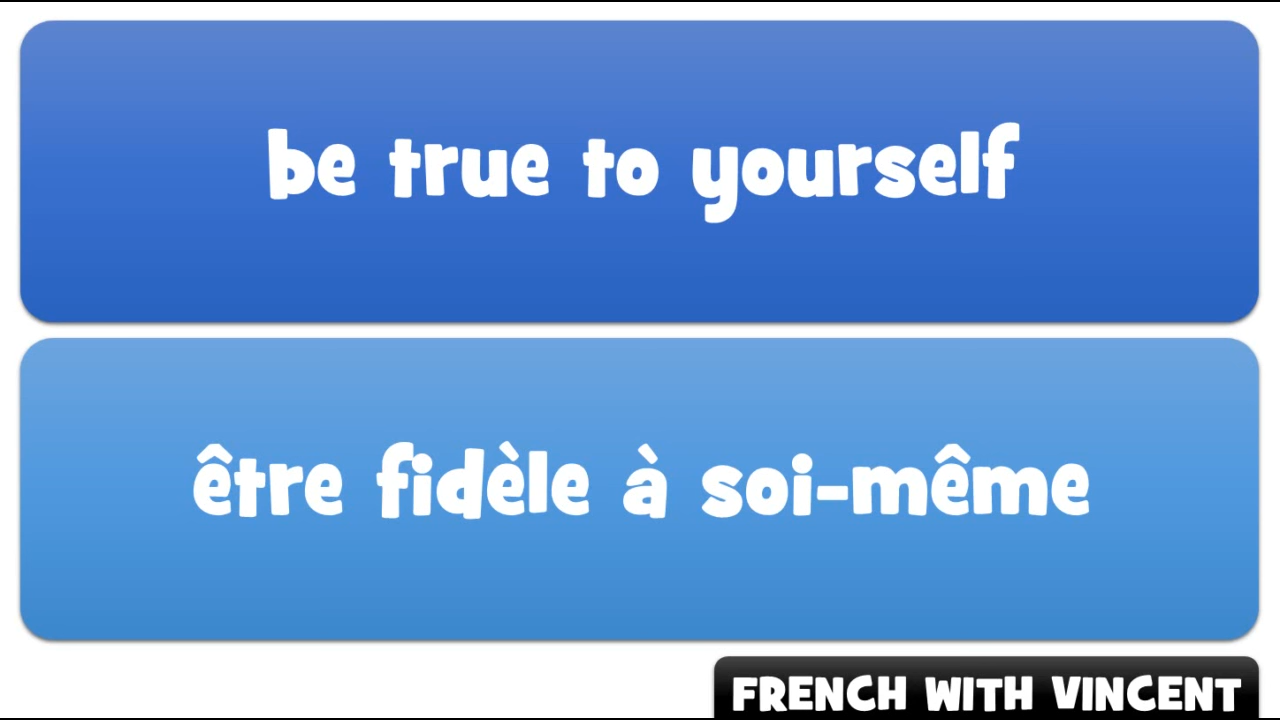 be true to yourself
être fidèle à soi-même
FRENCH WITH VINCENT